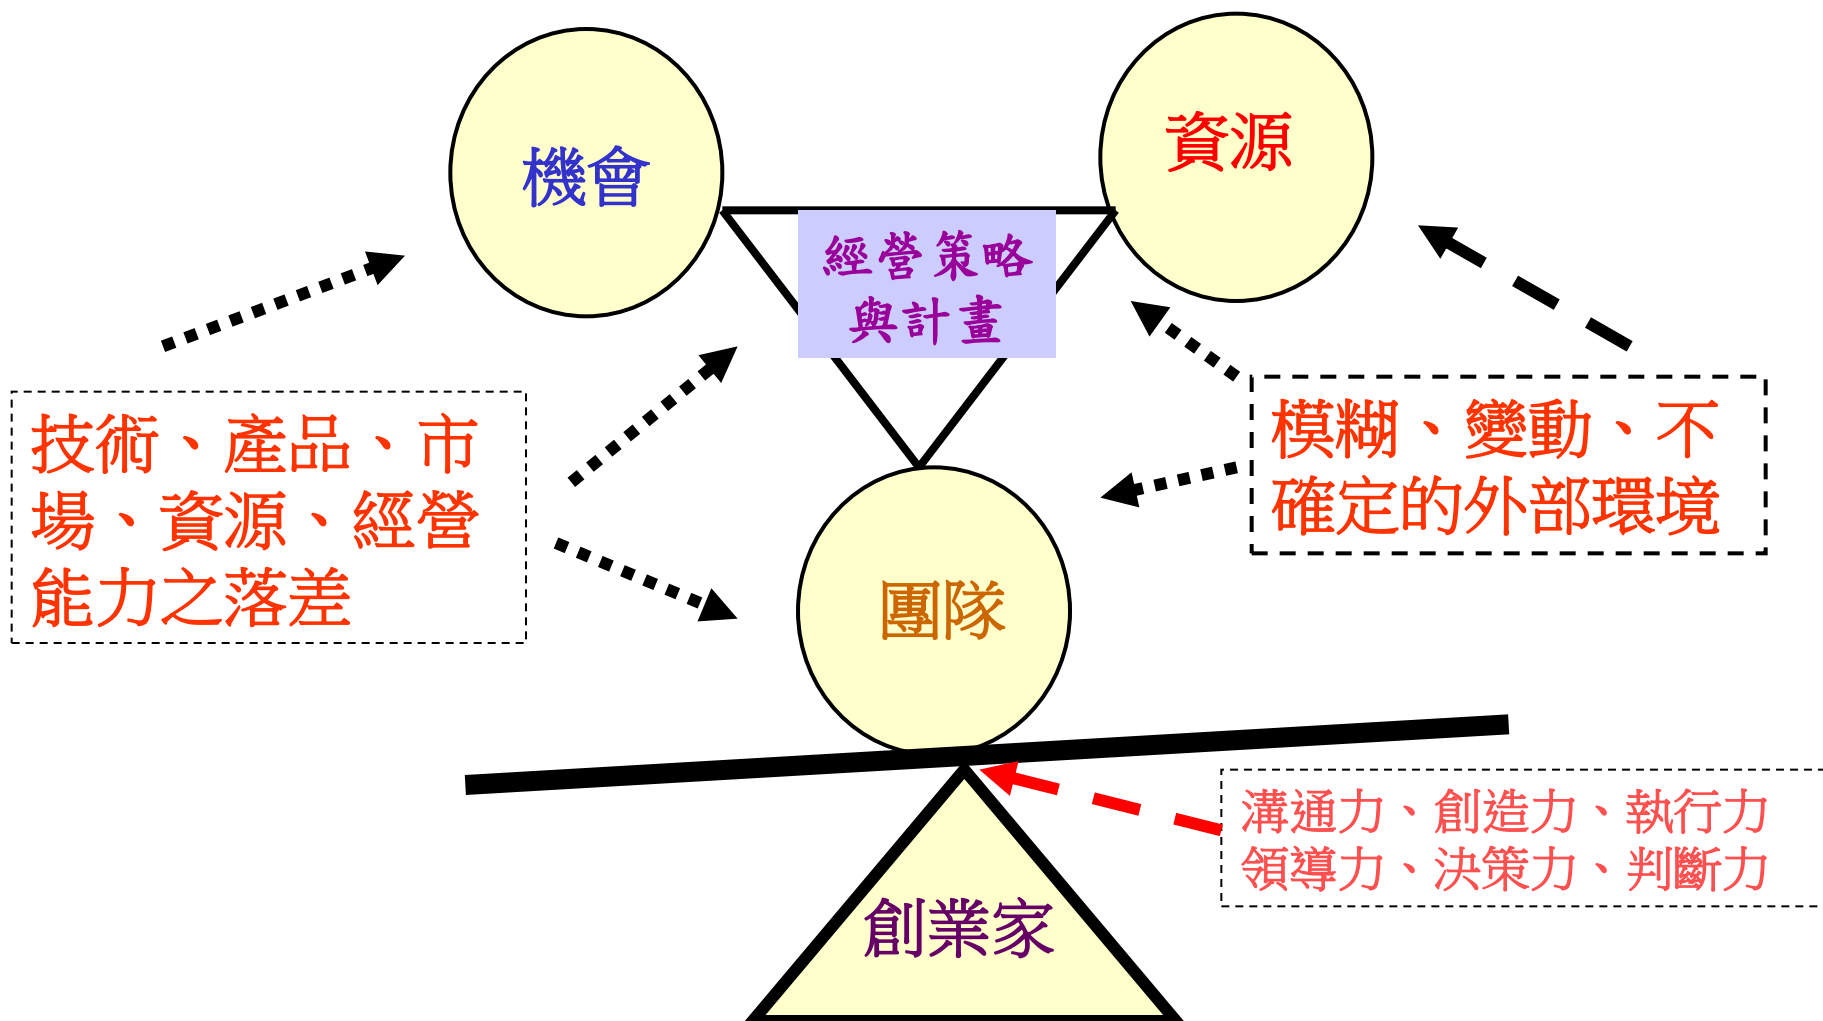 機會
資源
經營策略
與計畫
技術、產品、市
場、資源、經營
能力之落差
模糊、變動、不
確定的外部環境
團隊
溝通力、創造力、執行力
領導力、決策力、判斷力
創業家